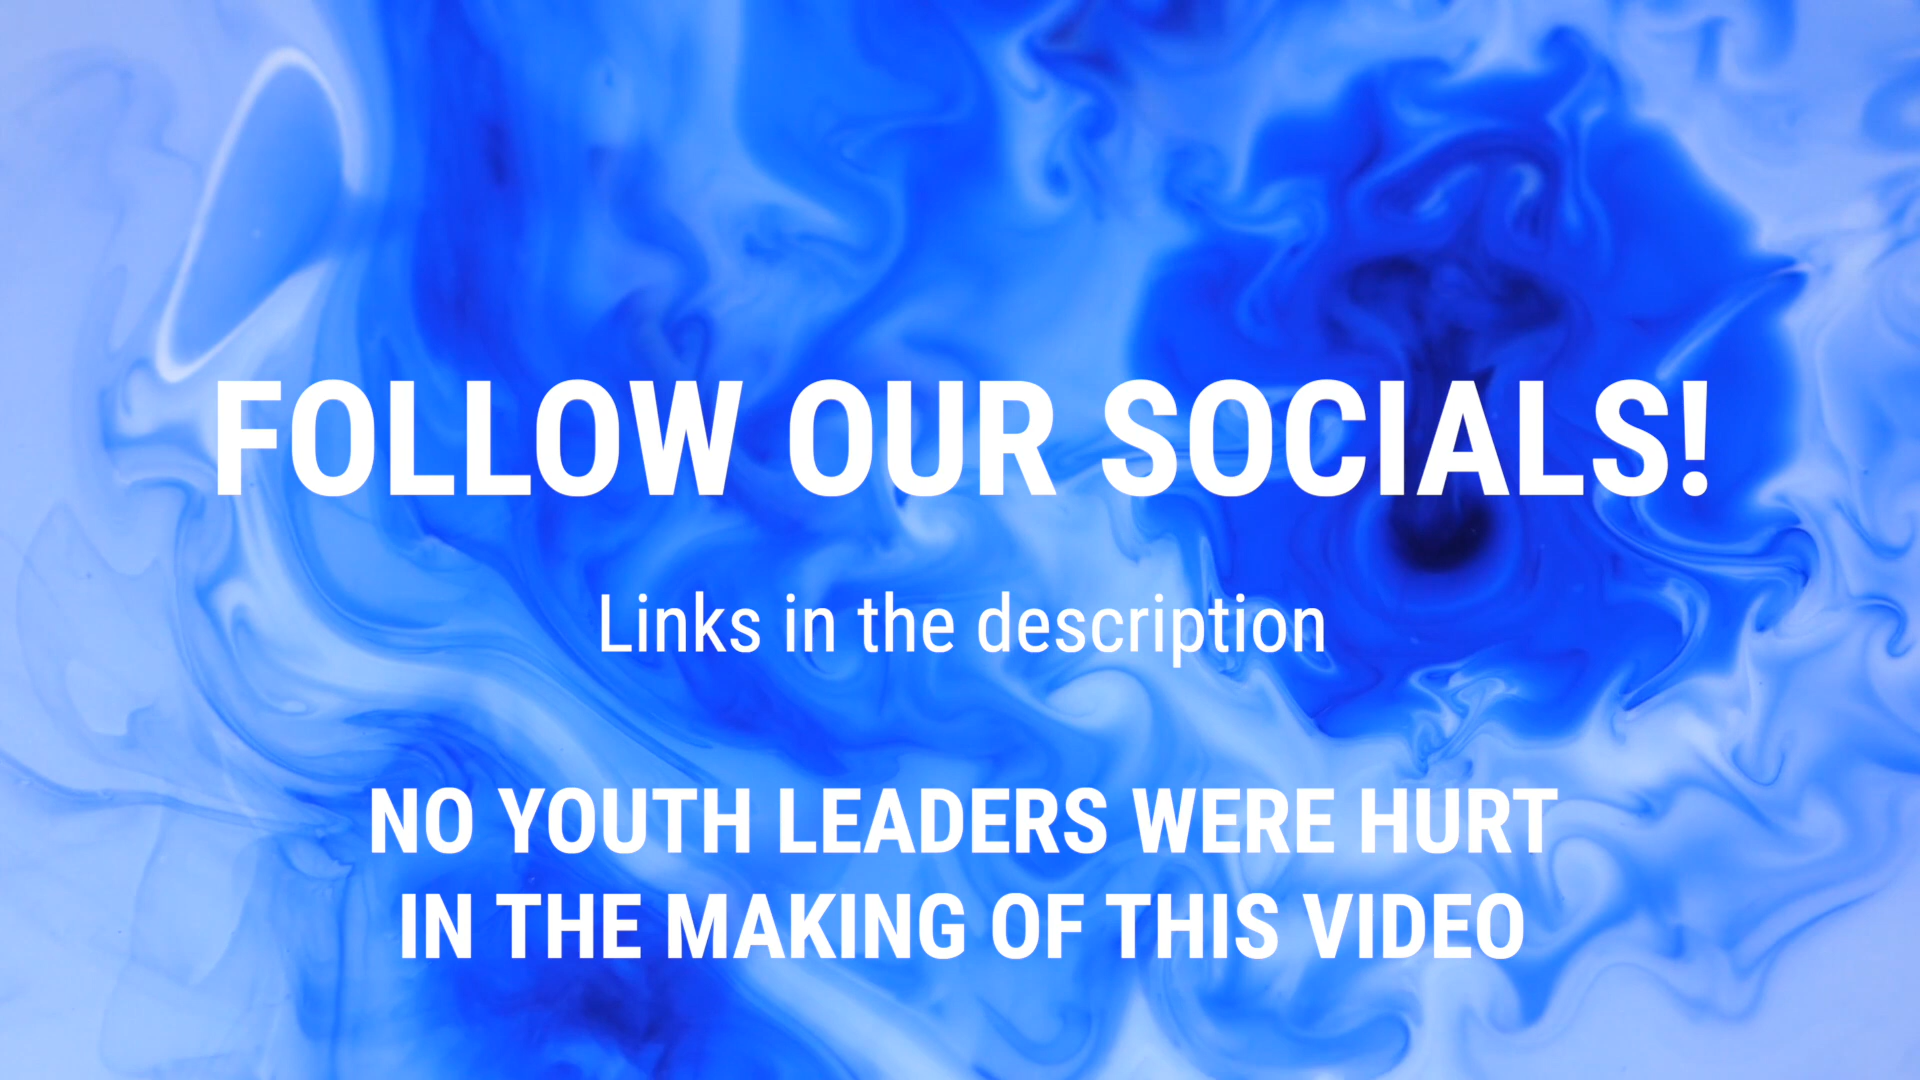 FOLLOW OUR SOCIALS!
Links in the description
NO YOUTH LEADERS WERE HURT
IN THE MAKING OF THIS VIDEO